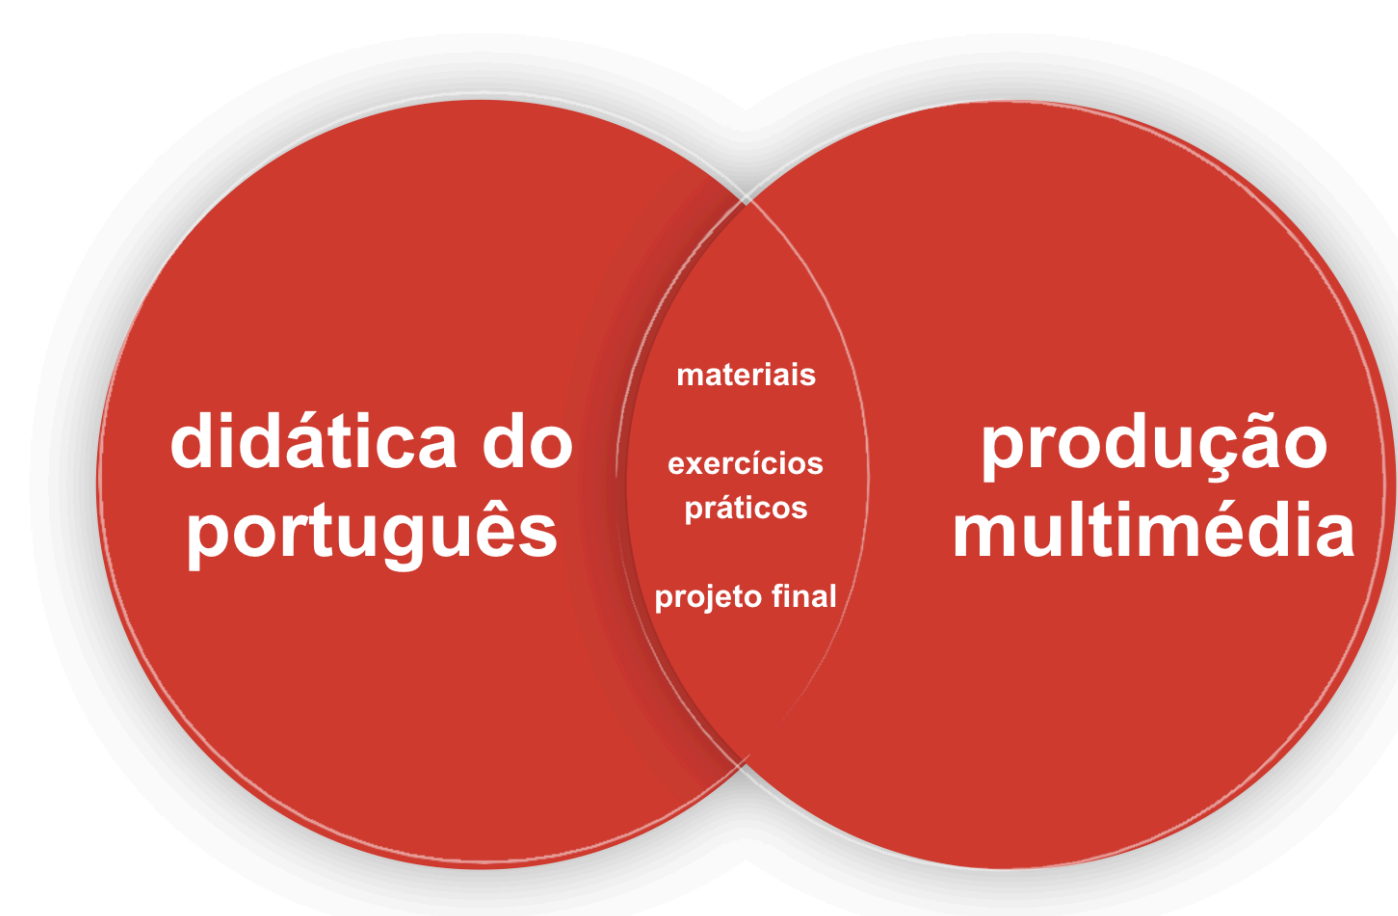 didática do
português
materiais
exercícios
práticos
projeto final
produção
multimédia